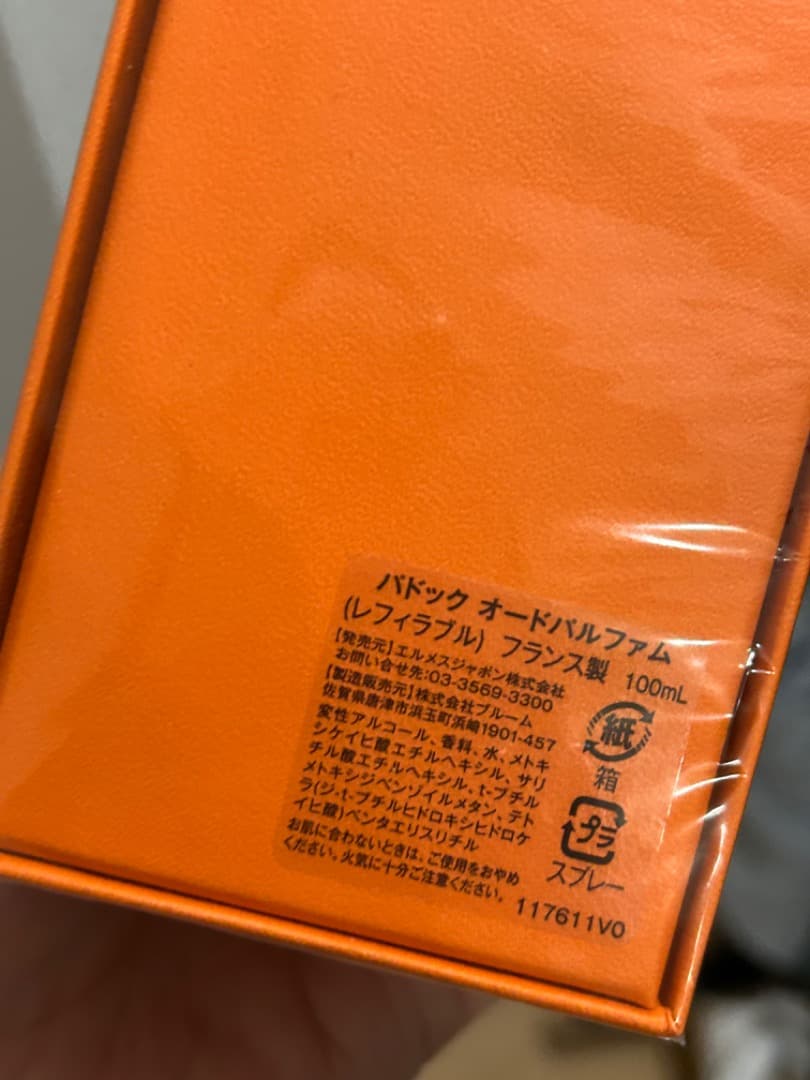 パドック オードパルファム
(レフィラブル) フランス製 100mL
【発売元】エルメスジャポン株式会社
お問い合せ先:03-3569-3300
【製造販売元】株式会社ブルーム
佐賀県唐津市浜玉町浜崎1901-457
変性アルコール、香料、水、メトキ
シケイヒ酸エチルヘキシル、サリ
チル酸エチルヘキシル、t-ブチル
メトキシジベンゾイルメタン、テト
ラ(ジ-t-ブチルヒドロキシヒドロケ
イヒ酸)ペンタエリスリチル
お肌に合わないときは、ご使用をおやめ
ください。火気に十分ご注意ください。
紙
箱
プラ
スプレー
117611V0